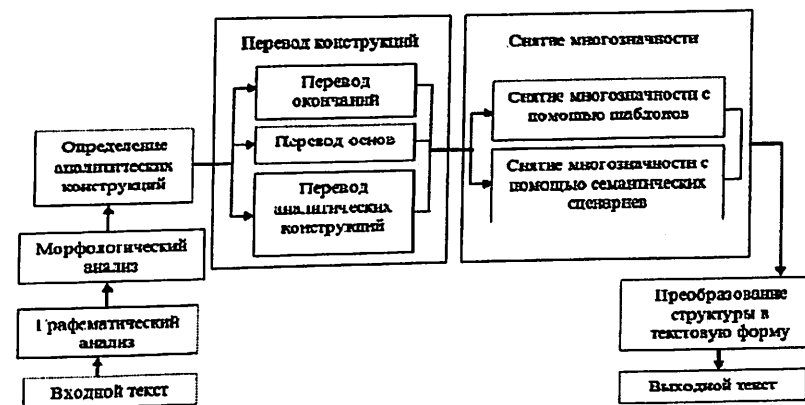 Перевод конструкций
Перевод
окончаний
Перевод основ
Перевод
аналитических
конструкций
Снятие многозначности
Снятие многозначности с
помощью шаблонов
Снятие многозначности с
помощью семантических
сценариев
Определение
аналитических
конструкций
Морфологический
анализ
Графематический
анализ
Входной текст
Преобразование
структуры в
текстовую форму
Выходной текст